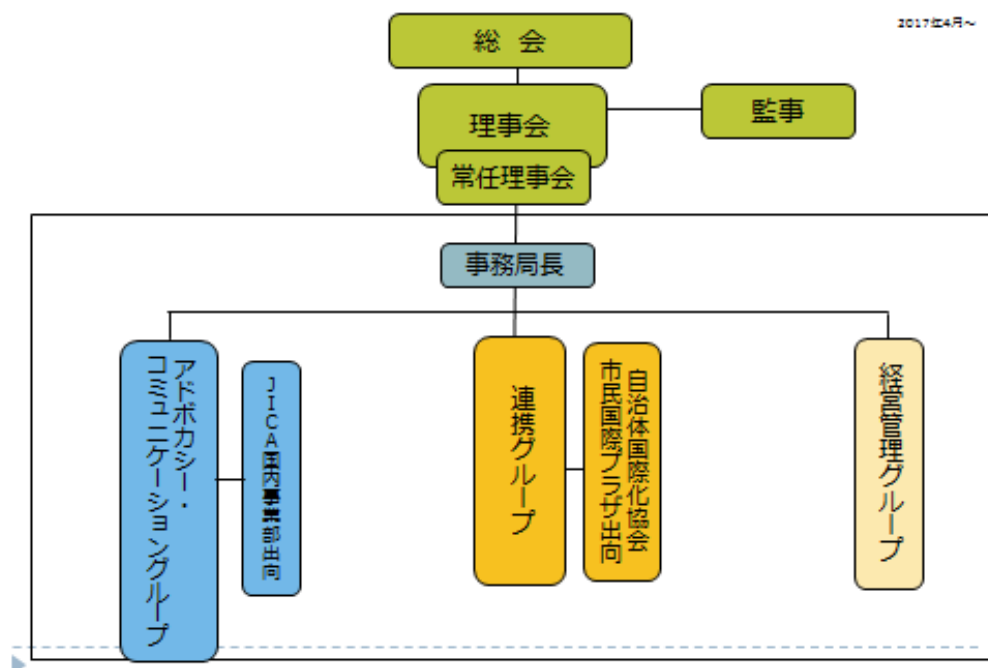 2017年4月~
総 会
理事会
監事
常任理事会
事務局長
アドボカシー・
コミュニケーショングループ
JICA国内事業部出向
連携グループ
自治体国際化協会
市民国際プラザ出向
経営管理グループ